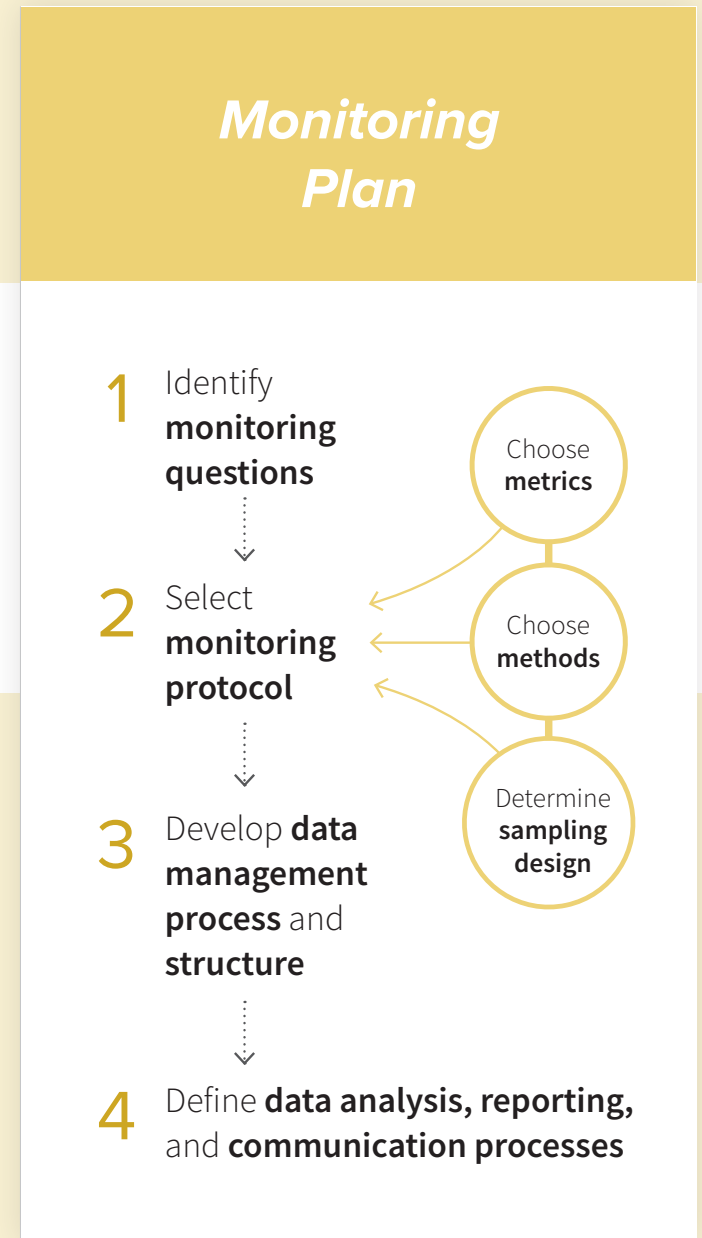 Monitoring
Plan
1 Identify
monitoring
questions
2 Select
monitoring
protocol
3 Develop data
management
process and
structure
4 Define data analysis, reporting,
and communication processes
Choose
metrics
Choose
methods
Determine
sampling
design